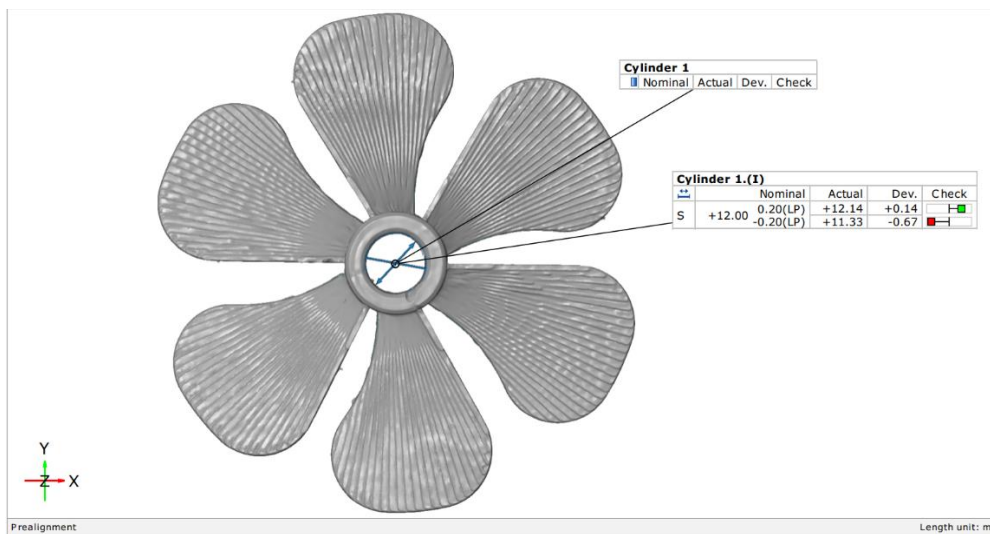 Cylinder 1
Nominal Actual Dev. Check
Cylinder 1.(I)
Nominal Actual Dev. Check
S +12.00 0.20(LP) +12.14 +0.14
-0.20(LP) +11.33 -0.67
Y
Z X
Prealignment Length unit: m